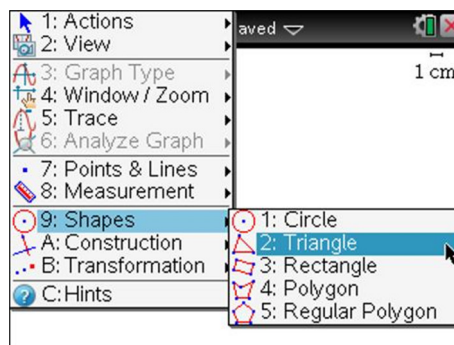 1: Actions
2: View
3: Graph Type
4: Window / Zoom
5: Trace
6: Analyze Graph
7: Points & Lines
8: Measurement
9: Shapes
A: Construction
B: Transformation
C: Hints
aved
1 cm
1: Circle
2: Triangle
3: Rectangle
4: Polygon
5: Regular Polygon